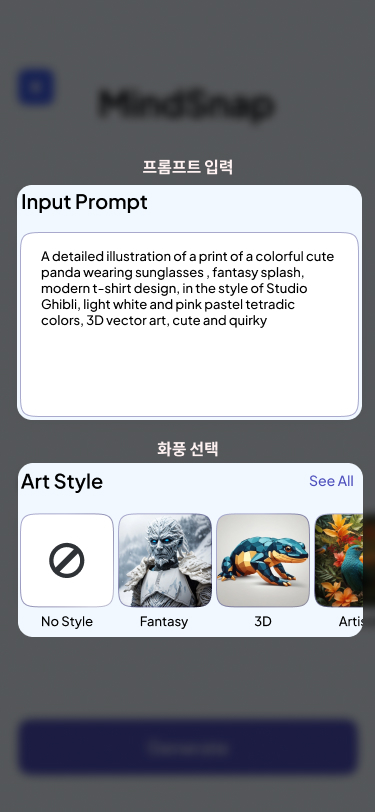 MindSnap
프롬프트 입력
Input Prompt
A detailed illustration of a print of a colorful cute
panda wearing sunglasses , fantasy splash,
modern t-shirt design, in the style of Studio
Ghibli, light white and pink pastel tetradic
colors, 3D vector art, cute and quirky
화풍 선택
Art Style
See All
No Style
Fantasy
3D
Artis
Generate